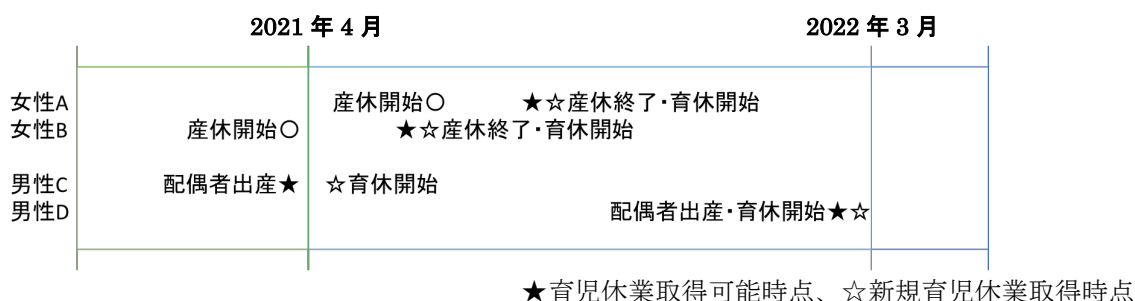 2021 年 4 月 2022 年 3 月
女性A 産休開始○ ★☆産休終了・育休開始
女性B 産休開始○ ★☆産休終了・育休開始
男性C 配偶者出産★ ☆育休開始
男性D 配偶者出産・育休開始★☆
★育児休業取得可能時点、☆新規育児休業取得時点